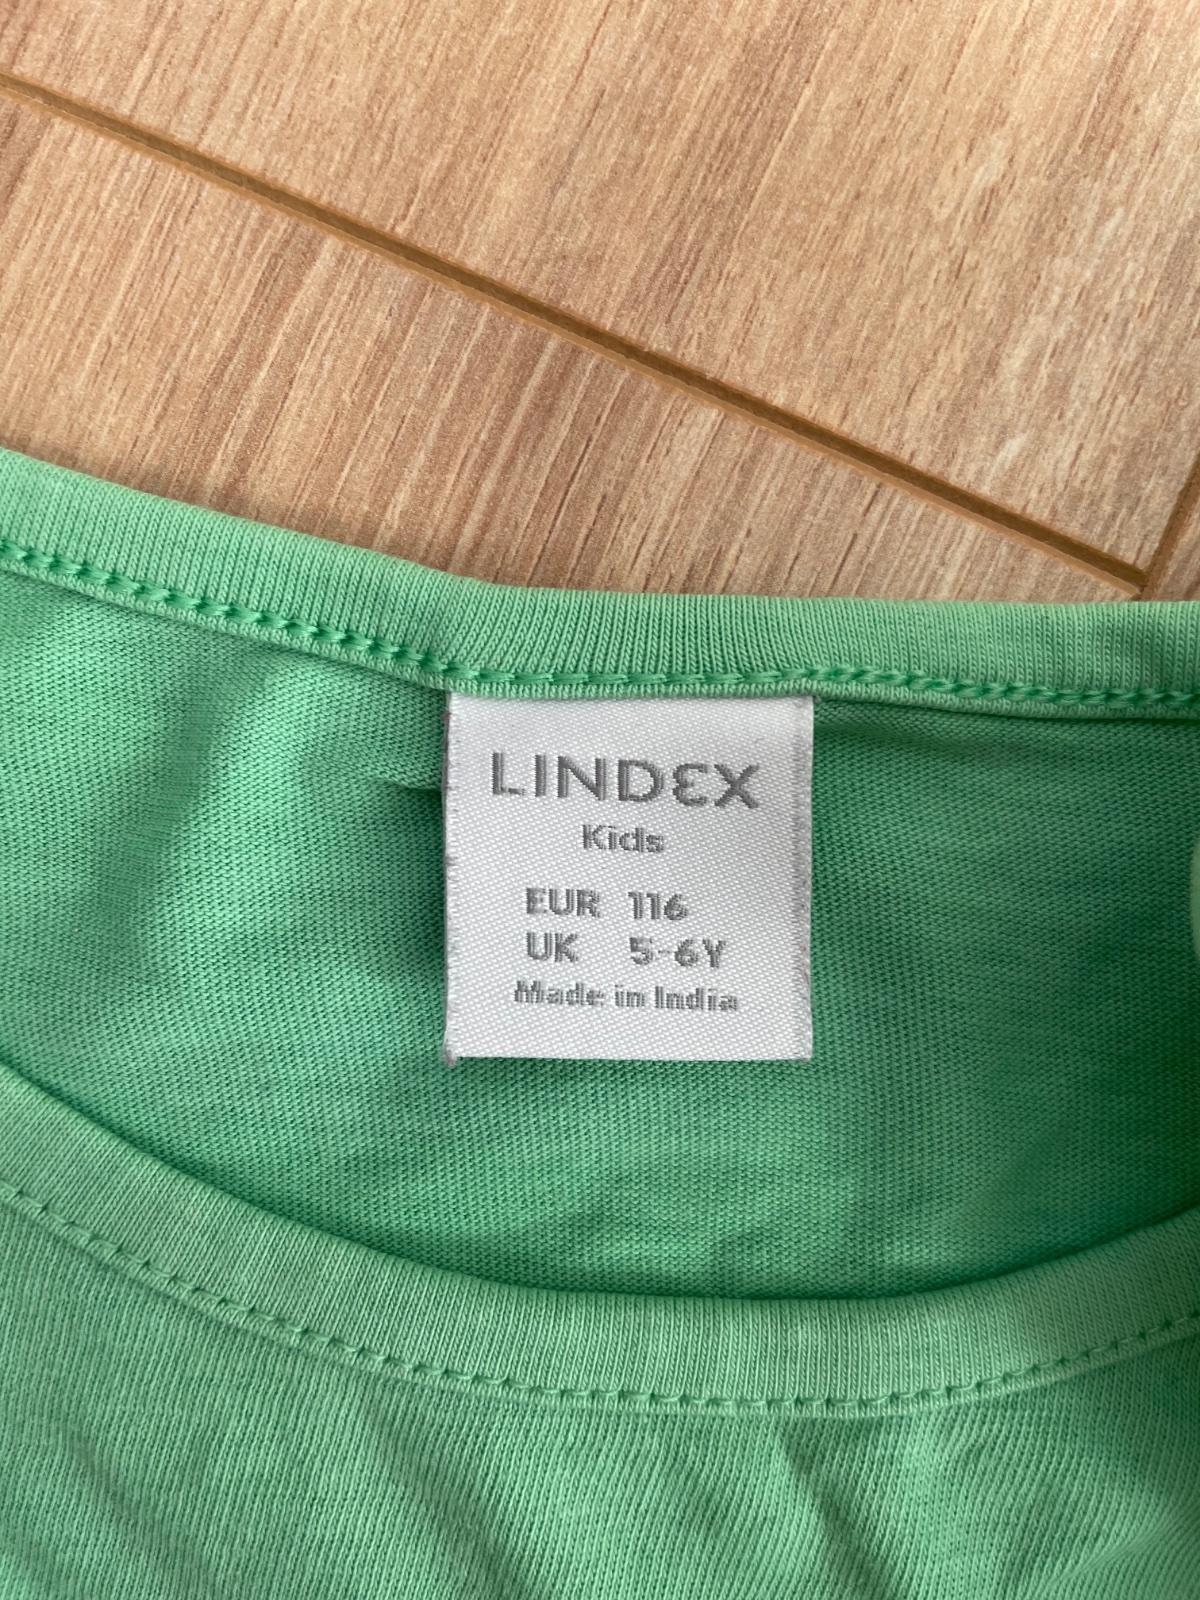 LINDEX
Kids
EUR 116
UK 5-6Y
Made in India